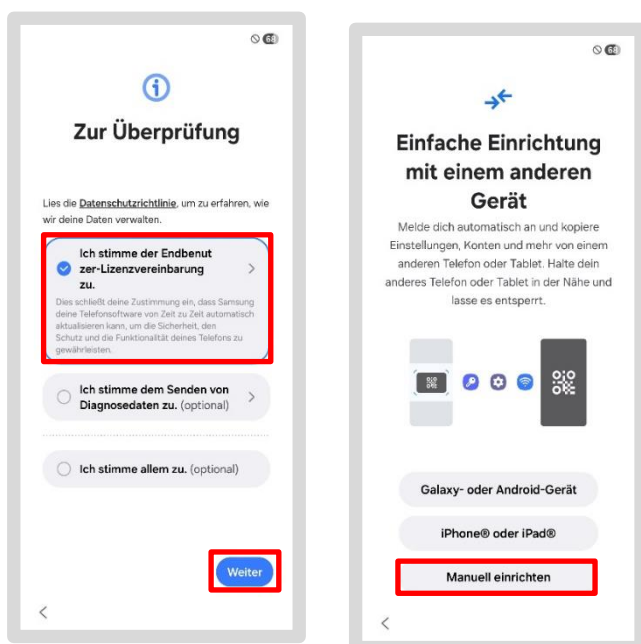 68
Zur Überprüfung
Lies die Datenschutzrichtlinie, um zu erfahren, wie
wir deine Daten verwalten.
Ich stimme der Endbenut
zer-Lizenzvereinbarung
zu.
Dies schließt deine Zustimmung ein, dass Samsung
deine Telefonsoftware von Zeit zu Zeit automatisch
aktualisieren kann, um die Sicherheit, den
Schutz und die Funktionalität deines Telefons zu
gewährleisten.
Ich stimme dem Senden von
Diagnosedaten zu. (optional)
Ich stimme allem zu. (optional)
Weiter
68
Einfache Einrichtung
mit einem anderen
Gerät
Melde dich automatisch an und kopiere
Einstellungen, Konten und mehr von einem
anderen Telefon oder Tablet. Halte dein
anderes Telefon oder Tablet in der Nähe und
lasse es entsperrt.
Galaxy- oder Android-Gerät
iPhone® oder iPad®
Manuell einrichten